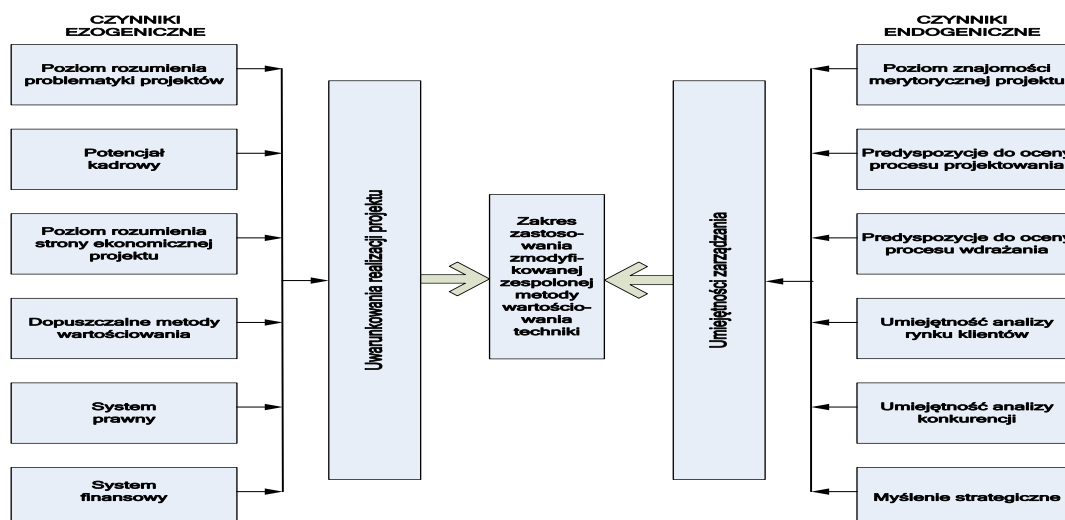 CZYNNIKI
EZOGENICZNE
Poziom rozumienia
problematyki projektów
Potencjał
kadrowy
Poziom rozumienia
strony ekonomicznej
projektu
Dopuszczalne metody
wartościowania
System
prawny
System
finansowy
Uwarunkowania realizacji projektu
Zakres
zastoso-
wania
zmodyfi-
kowanej
zespolonej
metody
wartościo-
wania
techniki
Umiejętności zarządzania
CZYNNIKI
ENDOGENICZNE
Poziom znajomości
merytorycznej projektu
Predyspozycje do oceny
procesu projektowania
Predyspozycje do oceny
procesu wdrażania
Umiejętność analizy
rynku klientów
Umiejętność analizy
konkurencji
Myślenie strategiczne